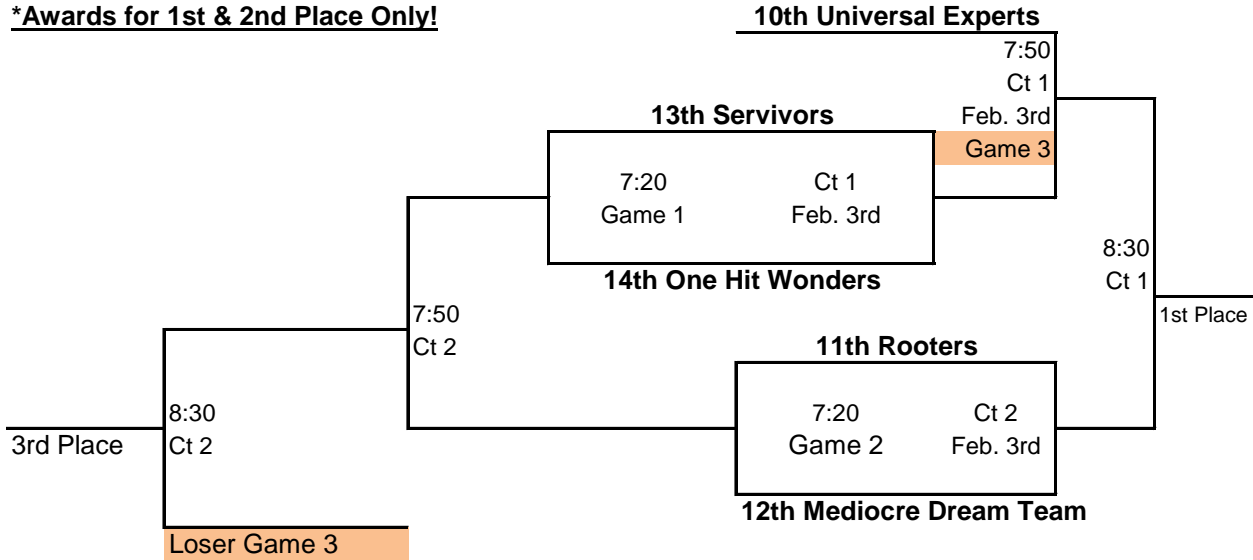 *Awards for 1st & 2nd Place Only!
10th Universal Experts
7:50
Ct 1
Feb. 3rd
Game 3
13th Servivors
7:20 Ct 1
Game 1 Feb. 3rd
14th One Hit Wonders
8:30
Ct 1
1st Place
7:50
Ct 2
11th Rooters
7:20 Ct 2
Game 2 Feb. 3rd
12th Mediocre Dream Team
8:30
3rd Place Ct 2
Loser Game 3